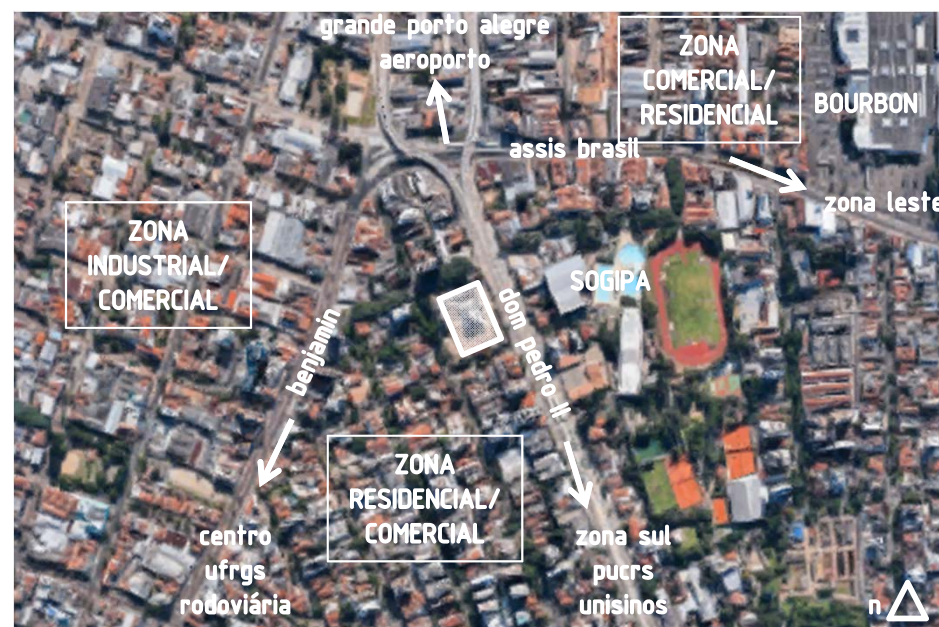 grande porto alegre
aeroporto
ZONA
COMERCIAL/
RESIDENCIAL
BOURBON
assis brasil
zona leste
ZONA
INDUSTRIAL/
COMERCIAL
SOGIPA
dom pedro II
benjamin
ZONA
RESIDENCIAL/
COMERCIAL
centro
ufrgs
rodoviária
zona sul
pucrs
unisinos
n